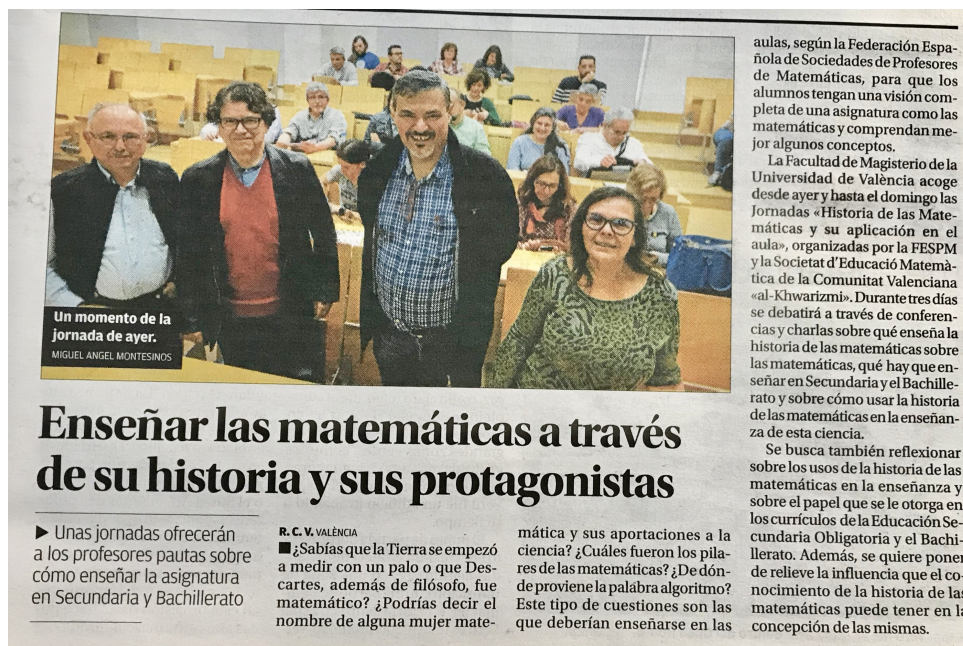 Un momento de la
jornada de ayer.
MIGUEL ANGEL MONTESINOS
Enseñar las matemáticas a través
de su historia y sus protagonistas
▶ Unas jornadas ofrecerán
a los profesores pautas sobre
cómo enseñar la asignatura
en Secundaria y Bachillerato
R. C. V. VALÈNCIA
■ ¿Sabías que la Tierra se empezó
a medir con un palo o que Des-
cartes, además de filósofo, fue
matemático? ¿Podrías decir el
nombre de alguna mujer mate-
mática y sus aportaciones a la
ciencia? ¿Cuáles fueron los pila-
res de las matemáticas? ¿De dón-
de proviene la palábra algoritmo?
Este tipo de cuestiones son las
que deberían enseñarse en las
aulas, según la Federación Espa-
ñola de Sociedades de Profesores
de Matemáticas, para que los
alumnos tengan una visión com-
pleta de una asignatura como las
matemáticas y comprendan me-
jor algunos conceptos.
La Facultad de Magisterio de la
Universidad de València acoge
desde ayer y hasta el domingo las
Jornadas «Historia de las Mate-
máticas y su aplicación en el
aula», organizadas por la FESPM
y la Societat d'Educació Matemà-
tica de la Comunitat Valenciana
«al-Khwarizmi». Durante tres días
se debatirá a través de conferen-
cias y charlas sobre qué enseña la
historia de las matemáticas sobre
las matemáticas, qué hay que en-
señar en Secundaria y el Bachille-
rato y sobre cómo usar la historia
de las matemáticas en la enseñan-
za de esta ciencia.
Se busca también reflexionar
sobre los usos de la historia de las
matemáticas en la enseñanza y
sobre el papel que se le otorga en
los currículos de la Educación Se-
cundaria Obligatoria y el Bachi-
llerato. Además, se quiere poner
de relieve la influencia que el co-
nocimiento de la historia de las
matemáticas puede tener en la
concepción de las mismas.